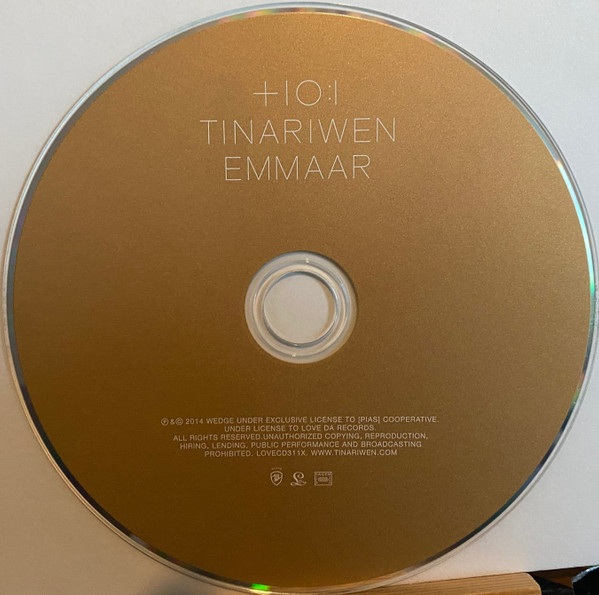 ⵜⵏⵔⵓⵏ
TINARIWEN
EMMAAR
℗ & © 2014 WEDGE UNDER EXCLUSIVE LICENSE TO [PIAS] COOPERATIVE.
UNDER LICENSE TO LOVE DA RECORDS.
ALL RIGHTS RESERVED.UNAUTHORIZED COPYING, REPRODUCTION,
HIRING, LENDING, PUBLIC PERFORMANCE AND BROADCASTING
PROHIBITED. LOVECD311X. WWW.TINARIWEN.COM